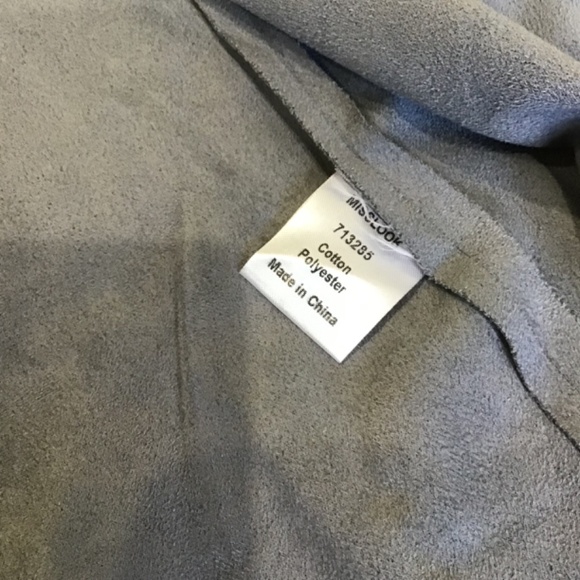 MISSLOOK
713285
Cotton
Polyester
Made in China